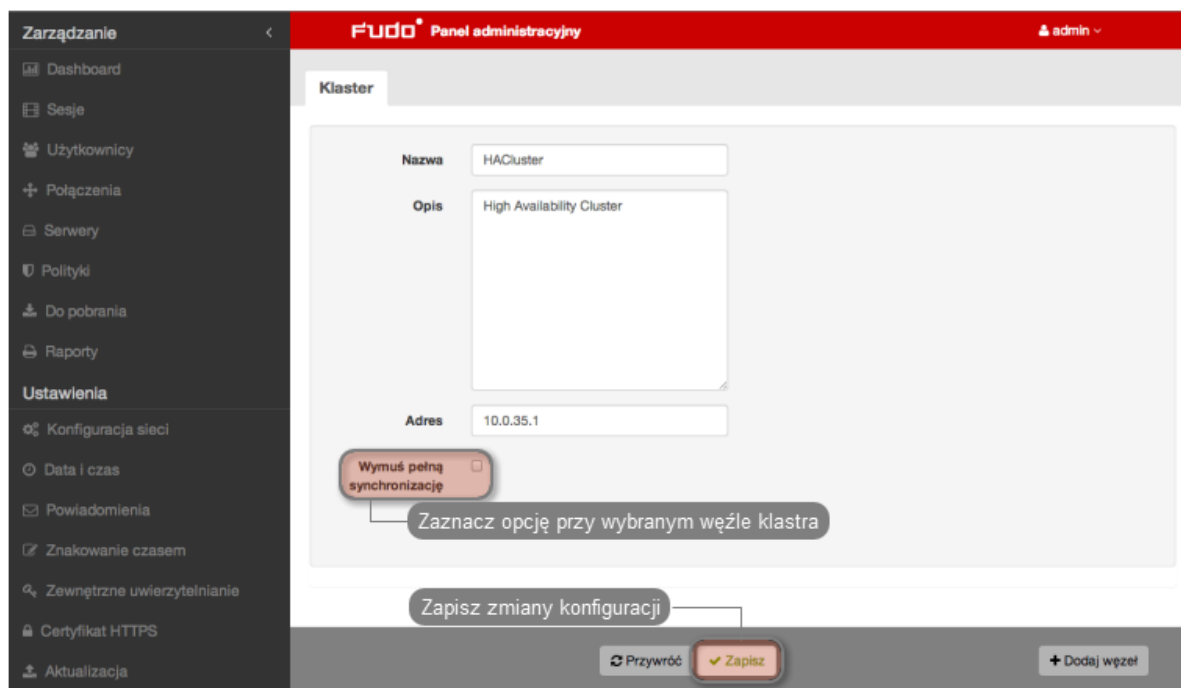 Zarządzanie
FUDO Panel administracyjny
admin
Dashboard
Sesje
Użytkownicy
Połączenia
Serwery
Polityki
Do pobrania
Raporty
Ustawienia
Konfiguracja sieci
Data i czas
Powiadomienia
Znakowanie czasem
Zewnętrzne uwierzytelnianie
Certyfikat HTTPS
Aktualizacja
Klaster
Nazwa HACluster
Opis High Availability Cluster
Adres 10.0.35.1
Wymuś pełną
synchronizację
Zaznacz opcję przy wybranym węźle klastra
Zapisz zmiany konfiguracji
Przywróć Zapisz
+ Dodaj węzeł